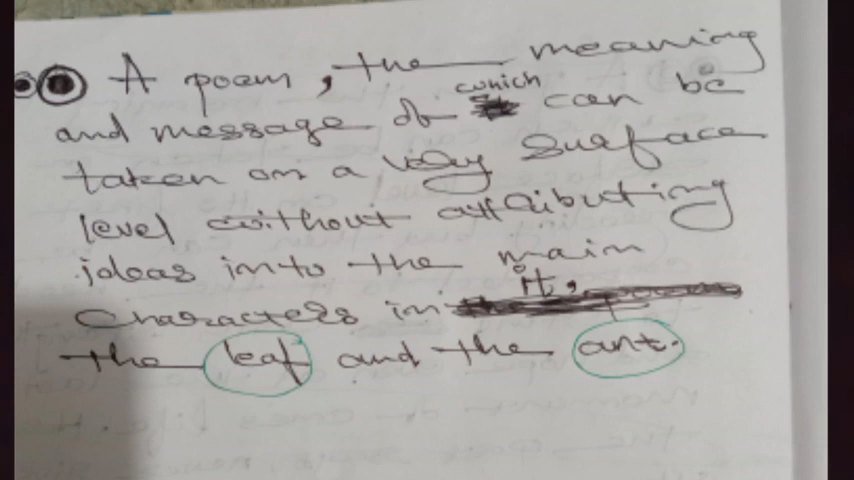 A poem, the meaning
and message of which can be
taken on a very surface
level without attributing
ideas into the main
characters in it,
the leaf and the ant.